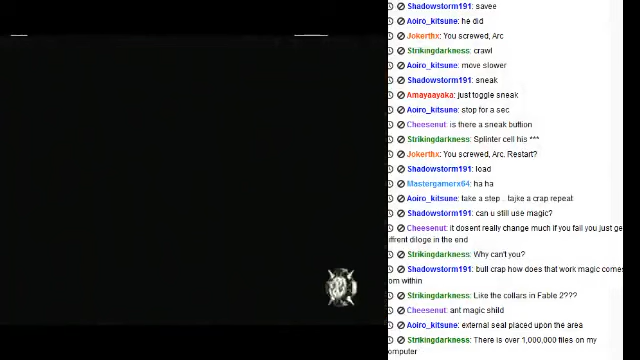 Shadowstorm191: savee
Aoiro_kitsune: he did
Jokerthx: You screwed, Arc
Strikingdarkness: crawl
Aoiro_kitsune: move slower
Shadowstorm191: sneak
Amayaayaka: just toggle sneak
Aoiro_kitsune: stop for a sec
Cheesenut: is there a sneak buttion
Strikingdarkness: Splinter cell his ***
Jokerthx: You screwed, Arc. Restart?
Shadowstorm191: load
Mastergamerx64: ha ha
Aoiro_kitsune: take a step .. tajke a crap repeat
Shadowstorm191: can u still use magic?
Cheesenut: it dosent really change much if you fail you just ge
iffrent diloge in the end
Strikingdarkness: Why can't you?
Shadowstorm191: bull crap how does that work magic comes
om within
Strikingdarkness: Like the collars in Fable 2???
Cheesenut: ant magic shild
Aoiro_kitsune: external seal placed upon the area
Strikingdarkness: There is over 1,000,000 files on my
omputer